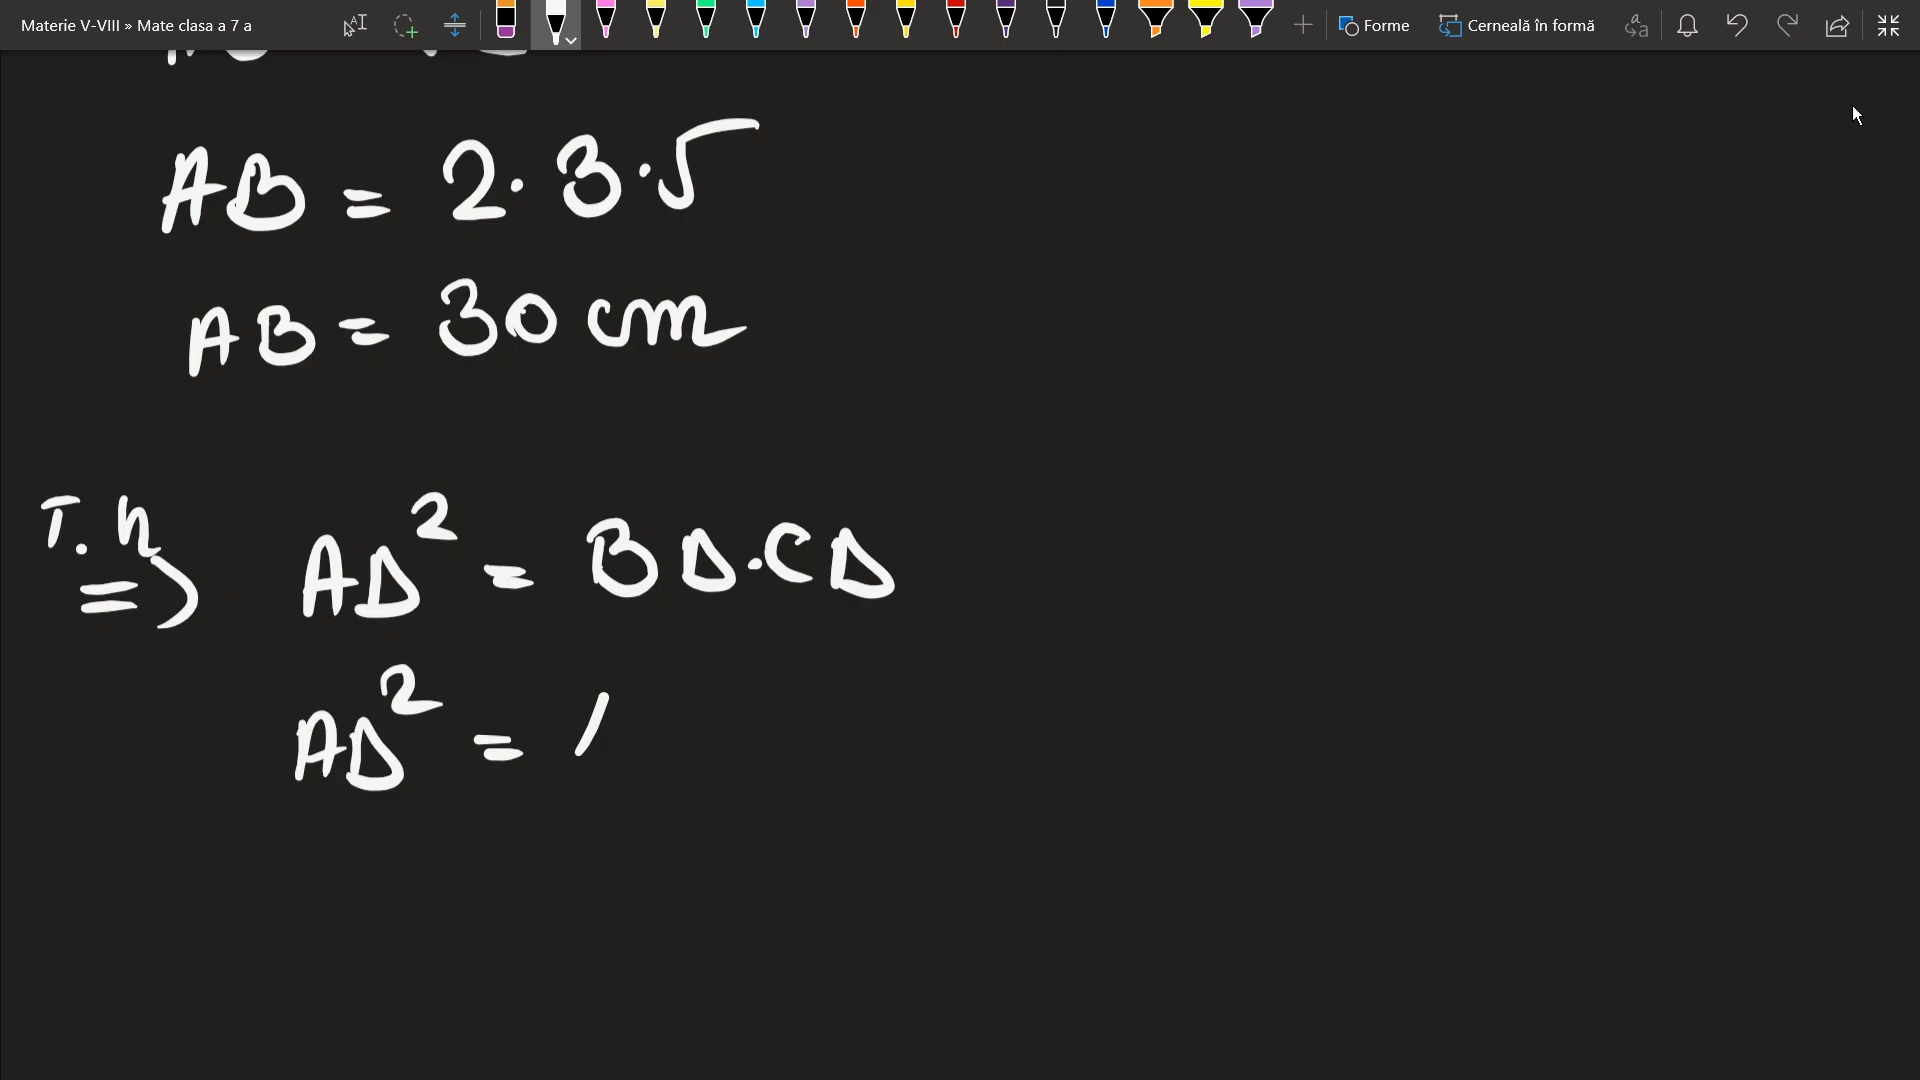 Materie V-VIII » Mate clasa a 7 a
Forme
Cerneală în formă
AB = 2·3·5
AB = 30 cm
T.h
=> AD² = BD·CD
AD² =